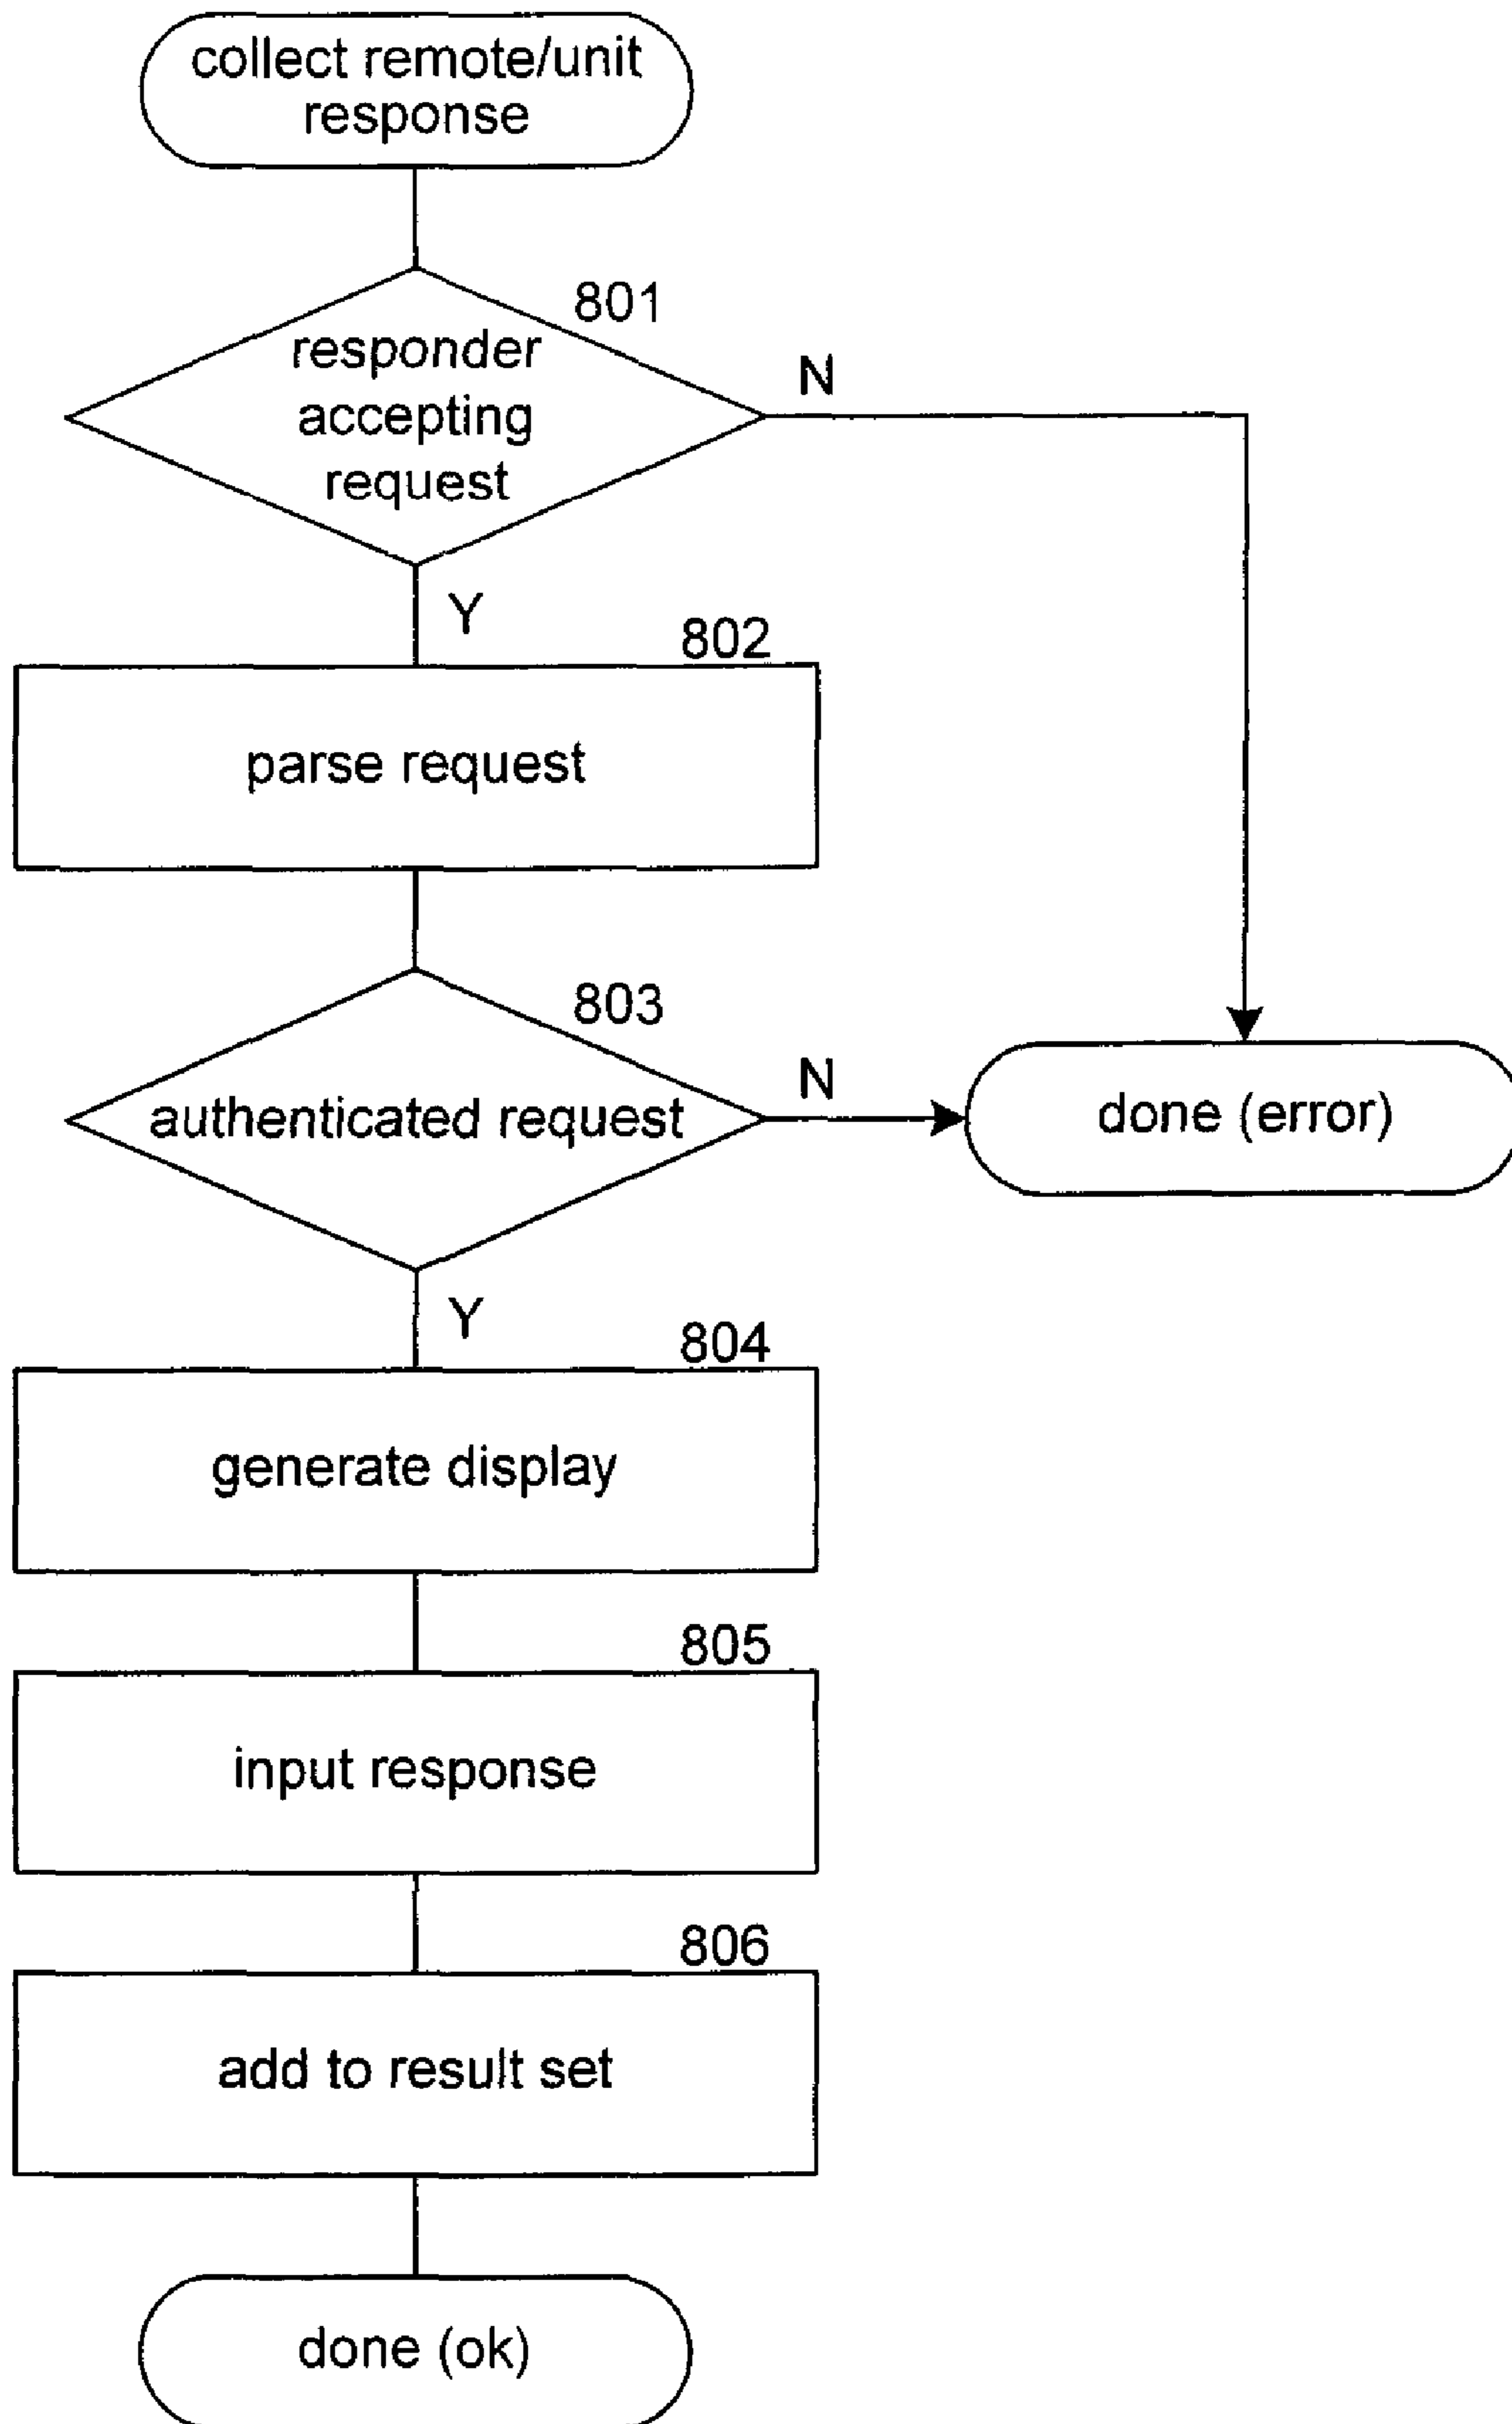 collect remote/unit
response
801
responder
accepting
request
N
Y
802
parse request
803
authenticated request
N
done (error)
Y
804
generate display
805
input response
806
add to result set
done (ok)